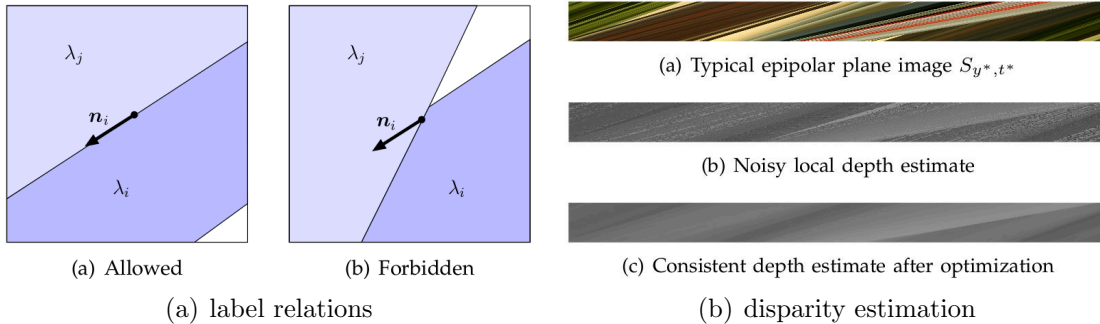 λj
ni
λi
(a) Allowed
λj
ni
λi
(b) Forbidden
(a) label relations
(a) Typical epipolar plane image Sy*,t*
(b) Noisy local depth estimate
(c) Consistent depth estimate after optimization
(b) disparity estimation